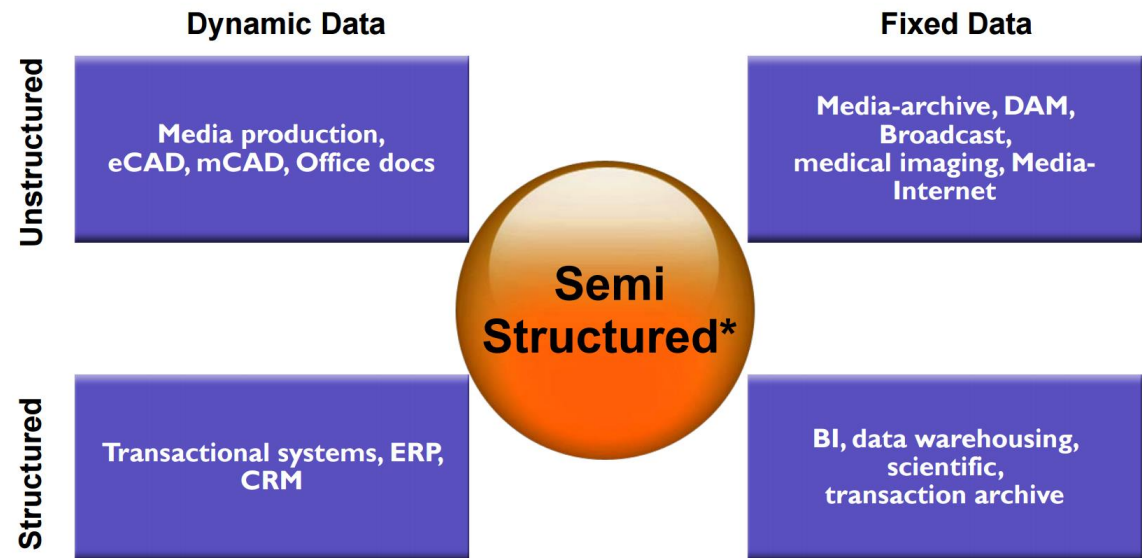 Dynamic Data
Fixed Data
Unstructured
Media production,
eCAD, mCAD, Office docs
Media-archive, DAM,
Broadcast,
medical imaging, Media-
Internet
Semi
Structured*
Structured
Transactional systems, ERP,
CRM
BI, data warehousing,
scientific,
transaction archive